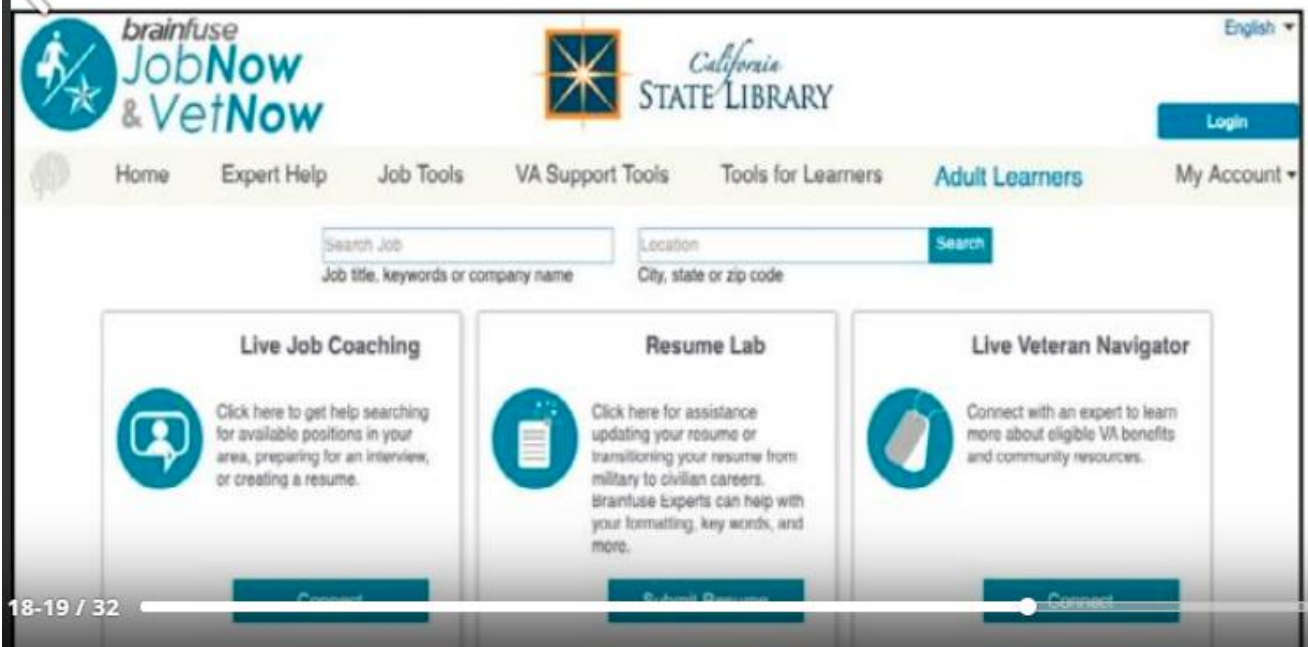 brainfuse
JobNow
& VetNow
California
STATE LIBRARY
English
Login
Home Expert Help Job Tools VA Support Tools Tools for Learners Adult Learners My Account
Search Job Location Search
Job title, keywords or company name City, state or zip code
Live Job Coaching
Click here to get help searching
for available positions in your
area, preparing for an interview,
or creating a resume.
Connect
Resume Lab
Click here for assistance
updating your resume or
transitioning your resume from
military to civilian careers.
Brainfuse Experts can help with
your formatting, key words, and
more.
Submit Resume
Live Veteran Navigator
Connect with an expert to learn
more about eligible VA benefits
and community resources.
Connect
18-19 / 32